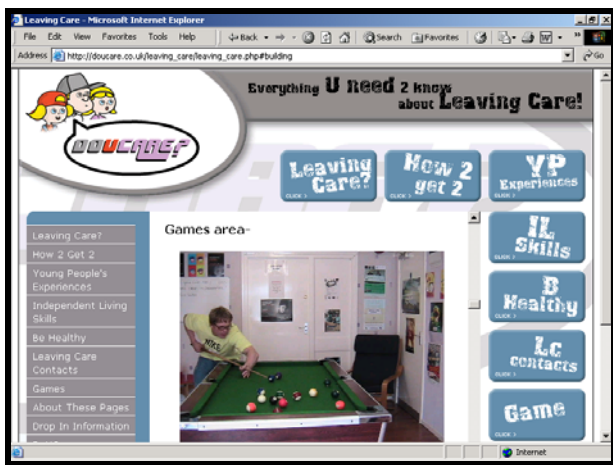 Leaving Care - Microsoft Internet Explorer
File Edit View Favorites Tools Help Back Search Favorites
Address http://doucare.co.uk/leaving_care/leaving_care.php#bulding Go
Everything U need 2 know
about Leaving Care!
DOUCARE?
Leaving Care?
CLICK >
How 2 get 2
CLICK >
YP Experiences
CLICK >
Games area-
Leaving Care?
How 2 Get 2
Young People's
Experiences
Independent Living
Skills
Be Healthy
Leaving Care
Contacts
Games
About These Pages
Drop In Information
IL
Skills
CLICK >
B
Healthy
CLICK >
Lc
contacts
CLICK >
Game
CLICK >
Internet